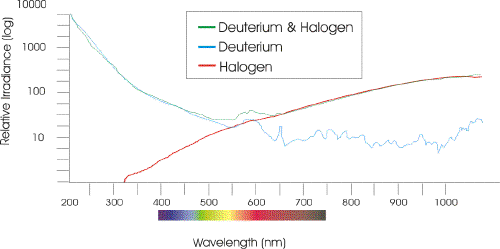 Deuterium & Halogen
Deuterium
Halogen
Relative Irradiance (log)
10000
1000
100
10
200 300 400 500 600 700 800 900 1000
Wavelength (nm)